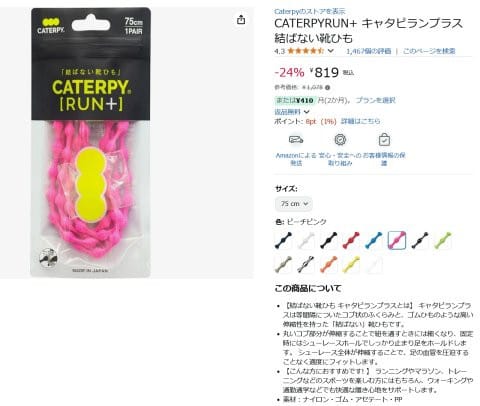 75cm
1PAIR
CATERPY
「結ばない靴ひも」
CATERPY®
[RUN+]
MADE IN JAPAN
Caterpyのストアを表示
CATERPYRUN+ キャタピランプラス
結ばない靴ひも
4.3
1,467個の評価 | このページを検索
-24% ¥819 税込
参考価格: ¥1,078
または¥410 月(2か月)。 プランを選択
返品無料
ポイント: 8pt (1%) 詳細はこちら
Amazonによる発送
安心・安全への取り組み
お客様情報の保護
サイズ:
75 cm
色: ピーチピンク
この商品について
• 【結ばない靴ひも キャタピランプラスとは】 キャタピランプラ
スは等間隔についたコブ状のふくらみと、ゴムひものような高い
伸縮性を持った「結ばない」靴ひもです。
• 丸いコブ部分が伸縮することで紐を通すときには細くなり、固定
時にはシューレースホールでしっかり止まり足をホールドしま
す。 シューレース全体が伸縮することで、足の血管を圧迫するこ
となく適度にフィットします。
• 【こんな方におすすめです! 】 ランニングやマラソン、トレー
ニングなどのスポーツを楽しむ方にはもちろん、ウォーキングや
通勤通学などでも快適な履き心地をサポートします。
• 素材:ナイロン・ゴム・アセテート・PP